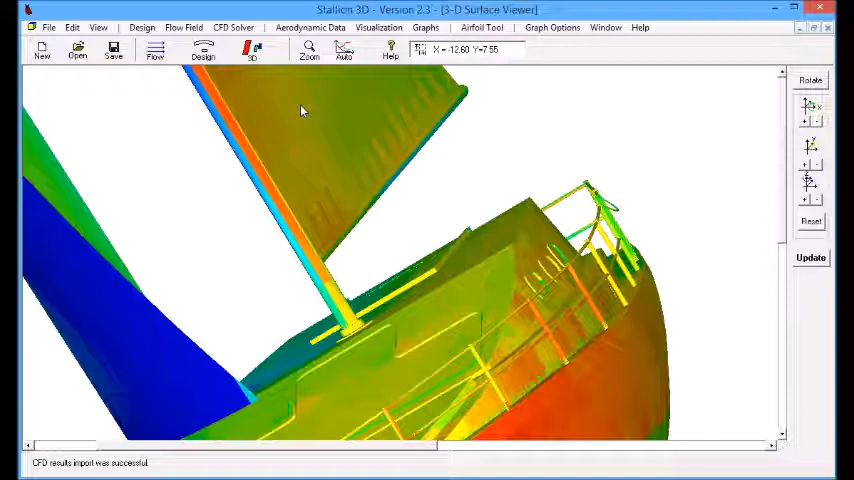 Stallion 3D - Version 2.3 - [3-D Surface Viewer]
File Edit View Design Flow Field CFD Solver Aerodynamic Data Visualization Graphs Airfoil Tool Graph Options Window Help
New Open Save Flow Design 3D Zoom Auto Help X = -12.60 Y=7.55
Rotate
X
+ -
Y
+ -
Z
+ -
Reset
Update
CFD results import was successful.